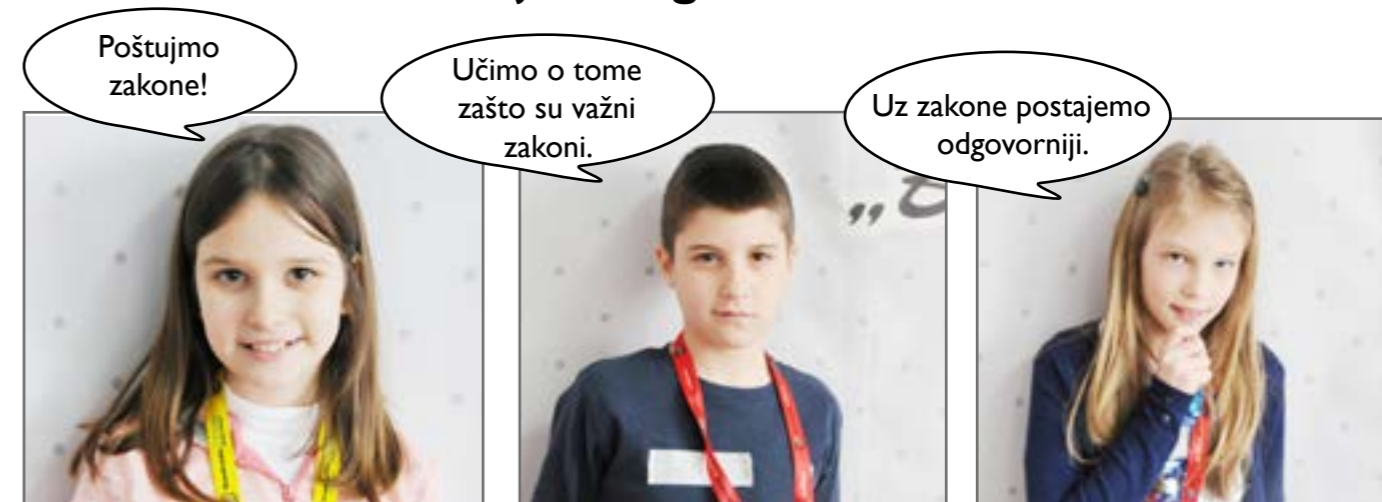 Poštujmo
zakone!
Učimo o tome
zašto su važni
zakoni.
Uz zakone postajemo
odgovorniji.